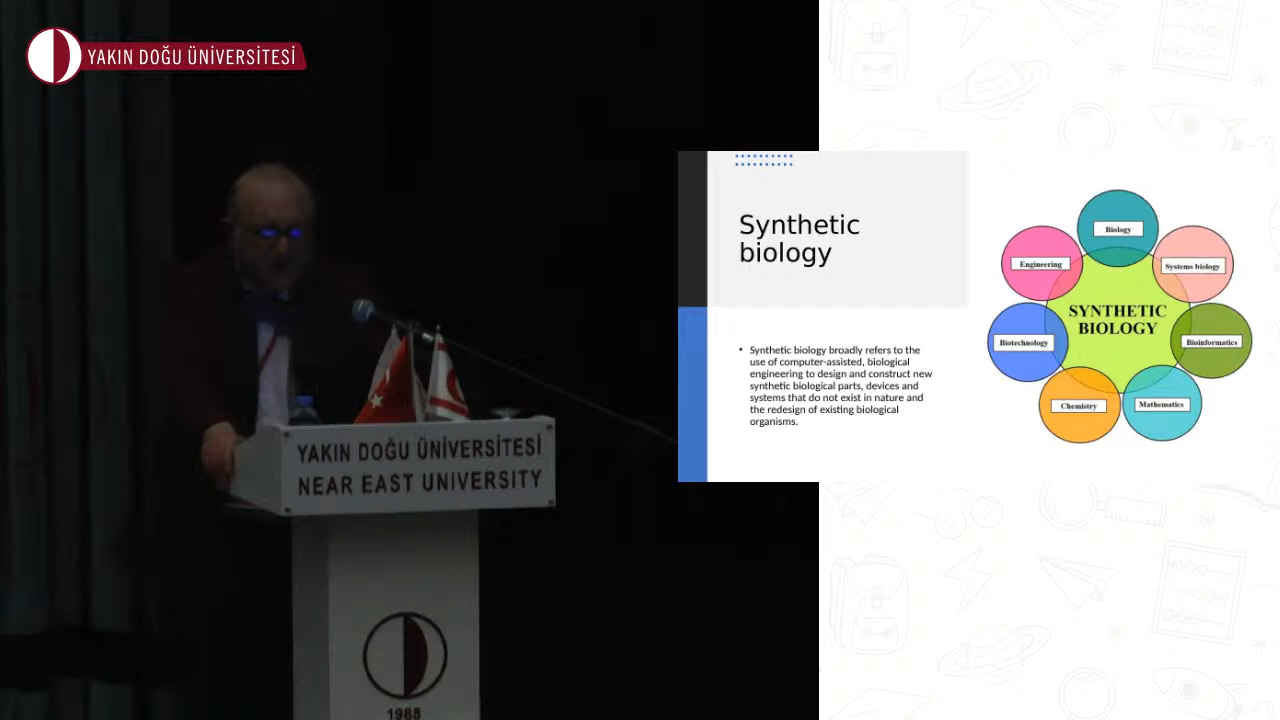 YAKIN DOĞU ÜNİVERSİTESİ
YAKIN DOĞU ÜNİVERSİTESİ
NEAR EAST UNIVERSITY
1988
Synthetic
biology
• Synthetic biology broadly refers to the
use of computer-assisted, biological
engineering to design and construct new
synthetic biological parts, devices and
systems that do not exist in nature and
the redesign of existing biological
organisms.
Biology
Engineering
Systems biology
SYNTHETIC
BIOLOGY
Biotechnology
Bioinformatics
Chemistry
Mathematics